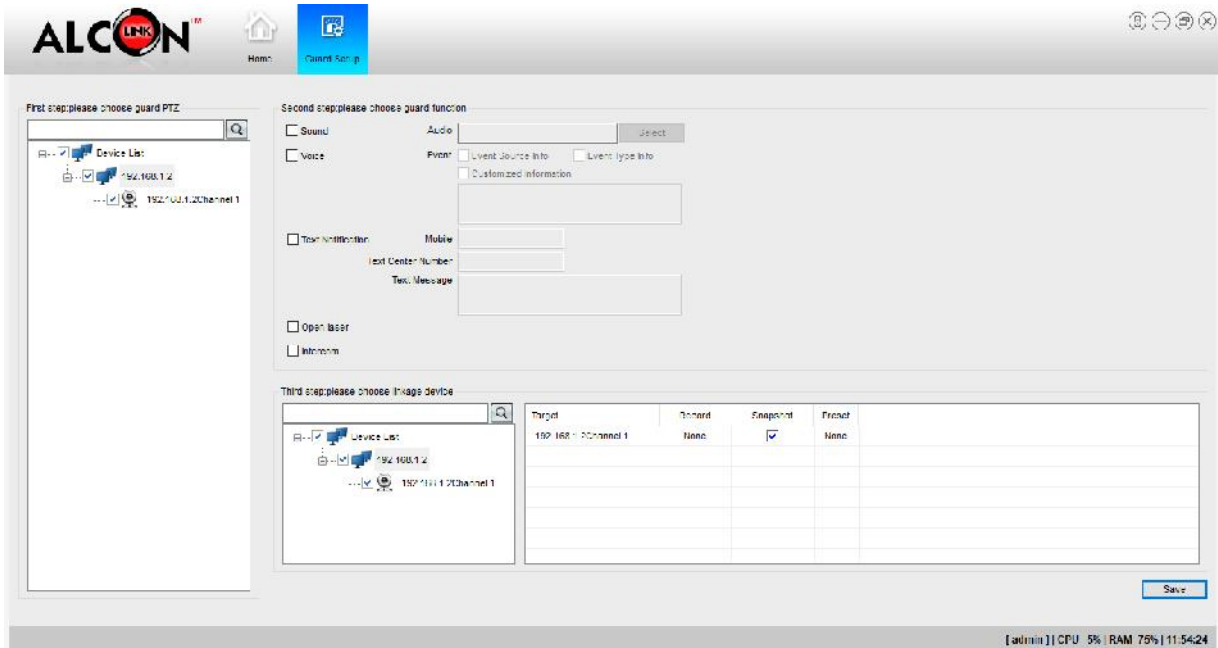 ALCON LINK TM
Home
Guard Setup
First step:please choose guard PTZ
Device List
192.168.1.2
192.168.1.2Channel 1
Second step:please choose guard function
Sound Audio Select
Voice Event Event Source Info Event Type Info
Customized Information
Text Notification Mobile
Text Center Number
Text Message
Open laser
Intercom
Third step:please choose linkage device
Device List
192.168.1.2
192.168.1.2Channel 1
Target Record Snapshot Preset
192.168.1.2Channel 1 None None
Save
[ admin ] | CPU 5% | RAM 75% | 11:54:24